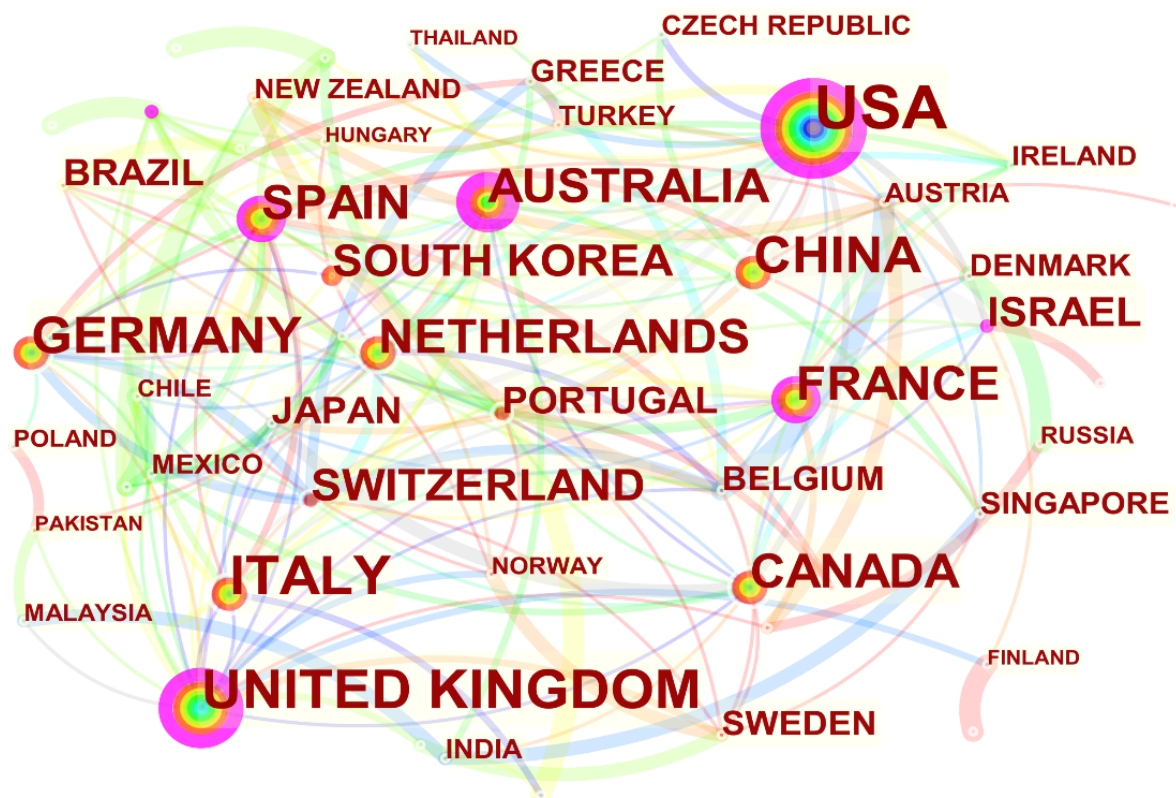 CZECH REPUBLIC
THAILAND
GREECE
NEW ZEALAND
USA
TURKEY
HUNGARY
IRELAND
BRAZIL
AUSTRALIA
AUSTRIA
SPAIN
CHINA
SOUTH KOREA
DENMARK
ISRAEL
GERMANY
NETHERLANDS
FRANCE
CHILE
PORTUGAL
JAPAN
POLAND
RUSSIA
MEXICO
BELGIUM
SWITZERLAND
SINGAPORE
PAKISTAN
NORWAY
CANADA
ITALY
MALAYSIA
FINLAND
UNITED KINGDOM
SWEDEN
INDIA